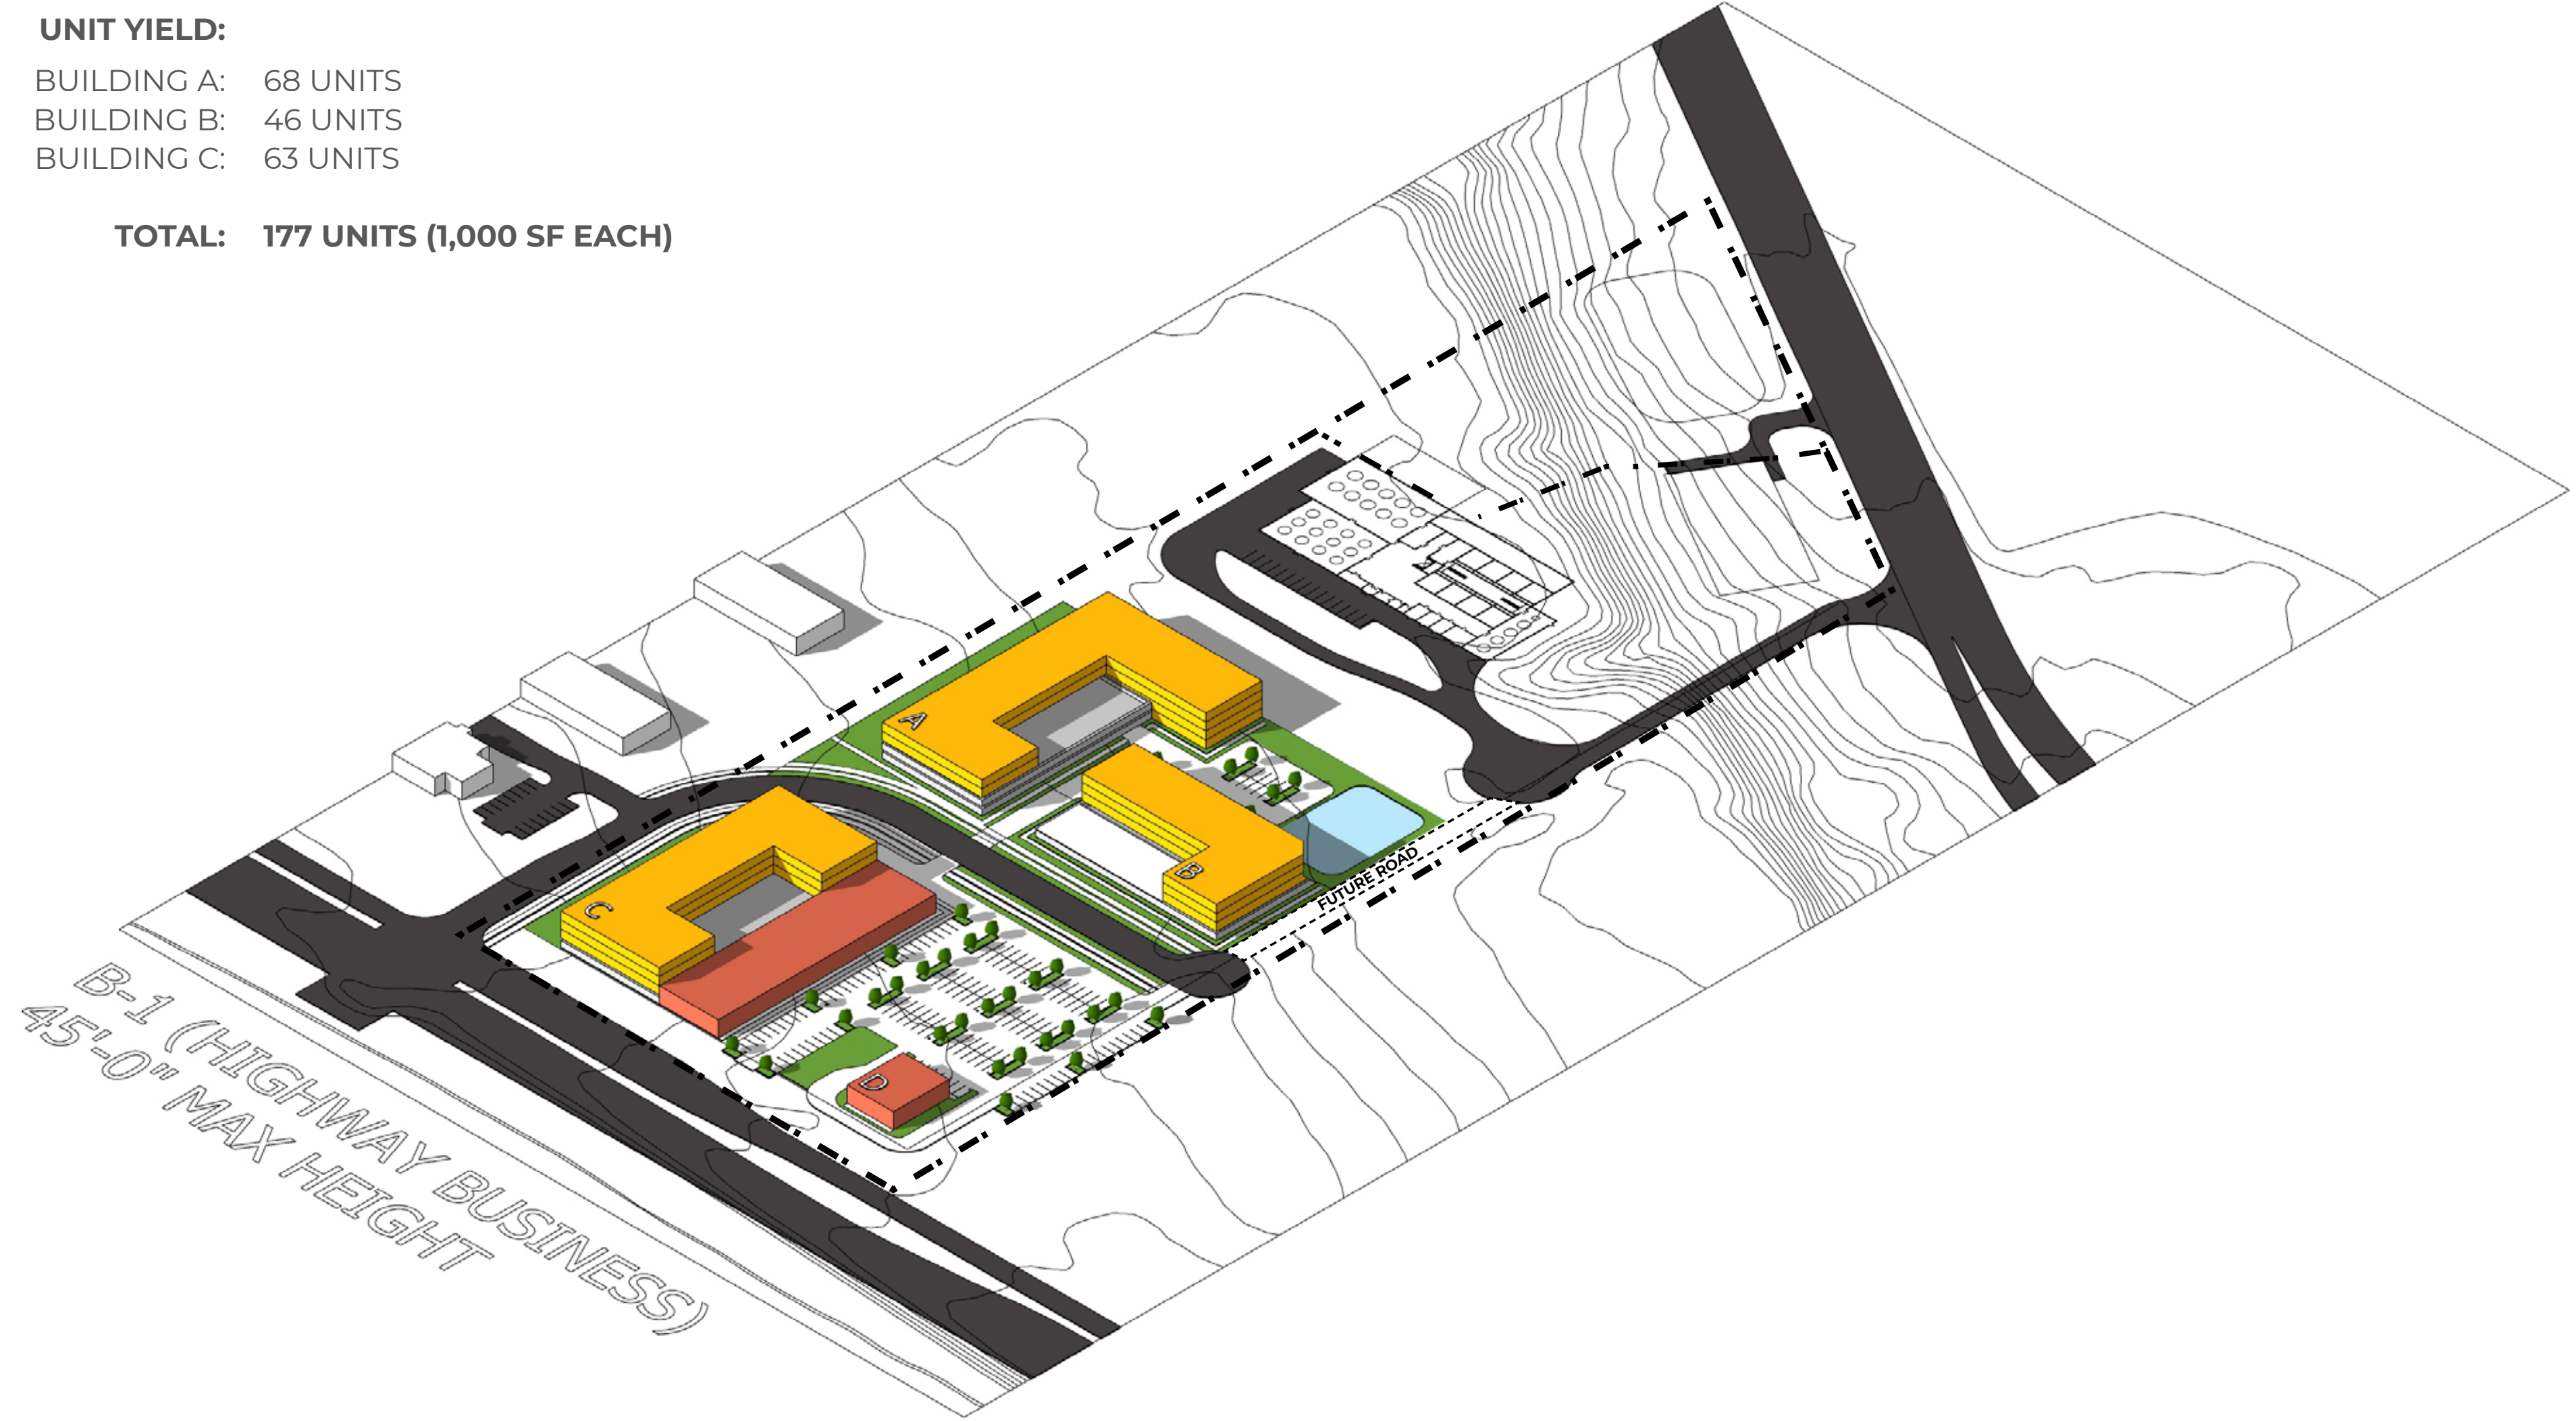 UNIT YIELD:
BUILDING A: 68 UNITS
BUILDING B: 46 UNITS
BUILDING C: 63 UNITS
TOTAL: 177 UNITS (1,000 SF EACH)
A
B
C
D
FUTURE ROAD
B-1 (HIGHWAY BUSINESS)
45'-0" MAX HEIGHT